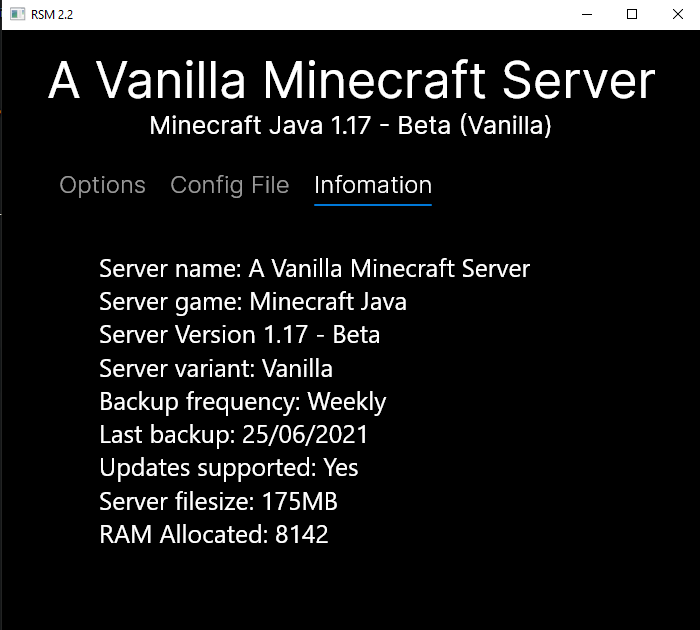 RSM 2.2
A Vanilla Minecraft Server
Minecraft Java 1.17 - Beta (Vanilla)
Options Config File Infomation
Server name: A Vanilla Minecraft Server
Server game: Minecraft Java
Server Version 1.17 - Beta
Server variant: Vanilla
Backup frequency: Weekly
Last backup: 25/06/2021
Updates supported: Yes
Server filesize: 175MB
RAM Allocated: 8142